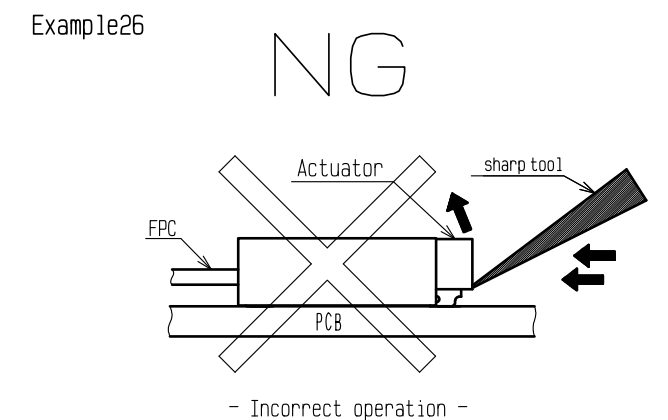 Example26
NG
Actuator
sharp tool
FPC
PCB
- Incorrect operation -